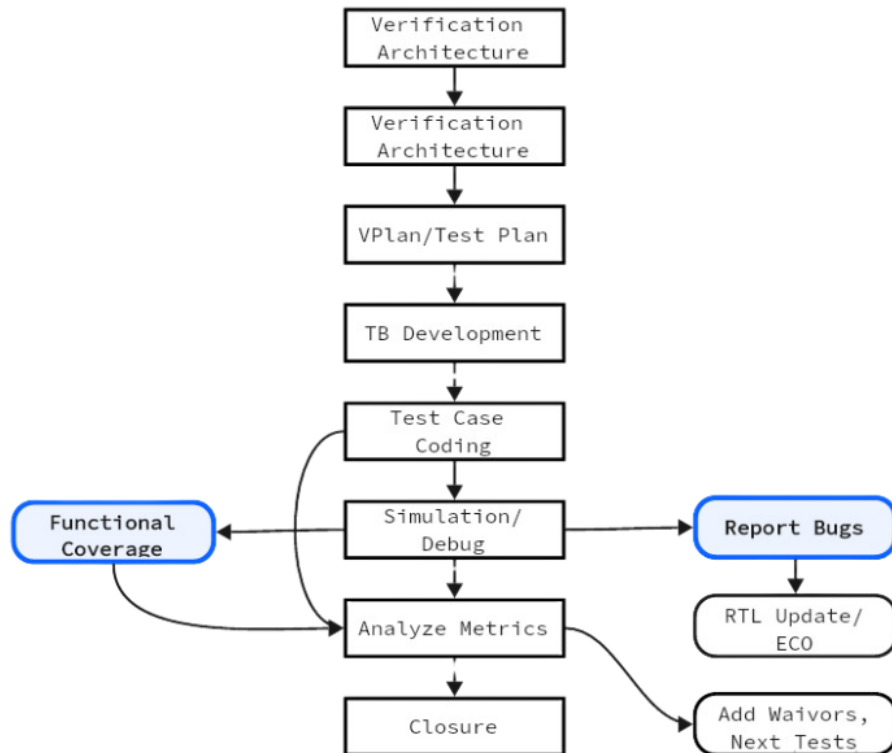 Verification
Architecture
Verification
Architecture
VPlan/Test Plan
TB Development
Test Case
Coding
Functional
Coverage
Simulation/
Debug
Report Bugs
Analyze Metrics
RTL Update/
ECO
Closure
Add Waivors,
Next Tests